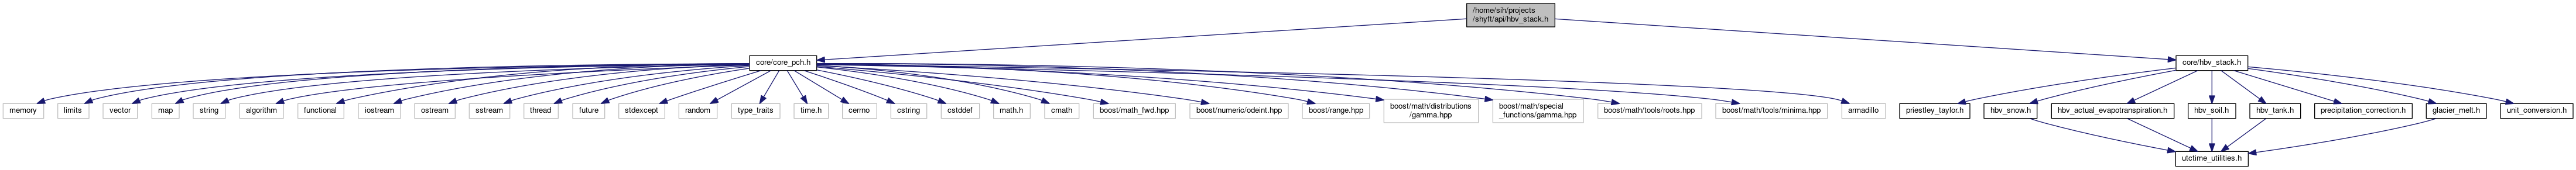 /home/sih/projects
/shyft/api/hbv_stack.h
core/core_pch.h
core/hbv_stack.h
memory
limits
vector
map
string
algorithm
functional
iostream
ostream
sstream
thread
future
stdexcept
random
type_traits
time.h
cerrno
cstring
cstddef
math.h
cmath
boost/math_fwd.hpp
boost/numeric/odeint.hpp
boost/range.hpp
boost/math/distributions
/gamma.hpp
boost/math/special
_functions/gamma.hpp
boost/math/tools/roots.hpp
boost/math/tools/minima.hpp
armadillo
priestley_taylor.h
hbv_snow.h
hbv_actual_evapotranspiration.h
hbv_soil.h
hbv_tank.h
precipitation_correction.h
glacier_melt.h
unit_conversion.h
utctime_utilities.h